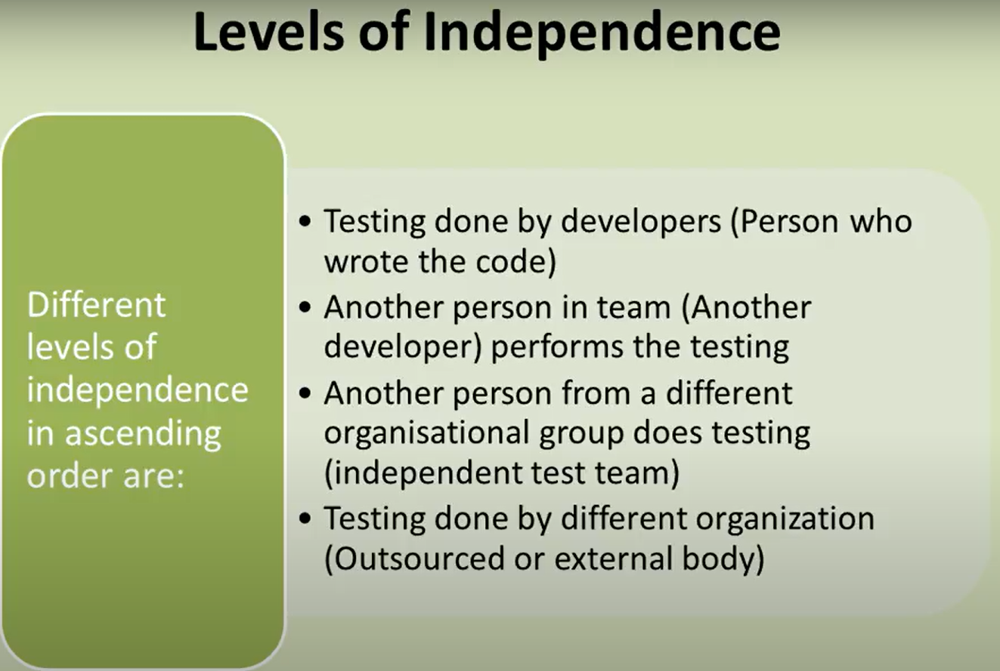 Levels of Independence
Different
levels of
independence
in ascending
order are:
• Testing done by developers (Person who
wrote the code)
• Another person in team (Another
developer) performs the testing
• Another person from a different
organisational group does testing
(independent test team)
• Testing done by different organization
(Outsourced or external body)